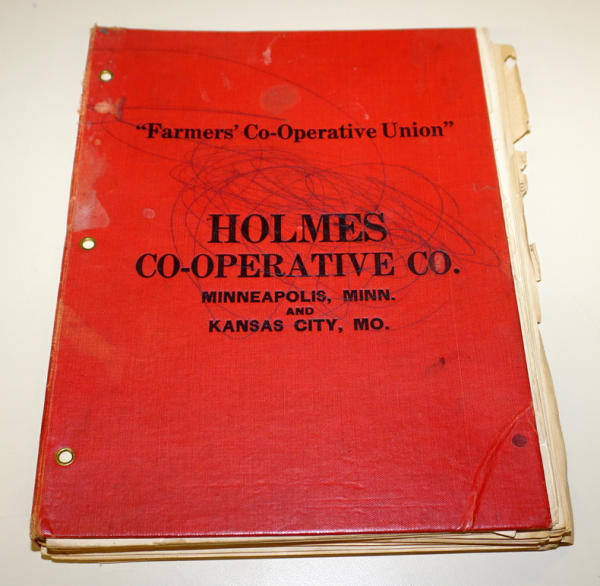 "Farmers' Co-Operative Union"
HOLMES
CO-OPERATIVE CO.
MINNEAPOLIS, MINN.
AND
KANSAS CITY, MO.